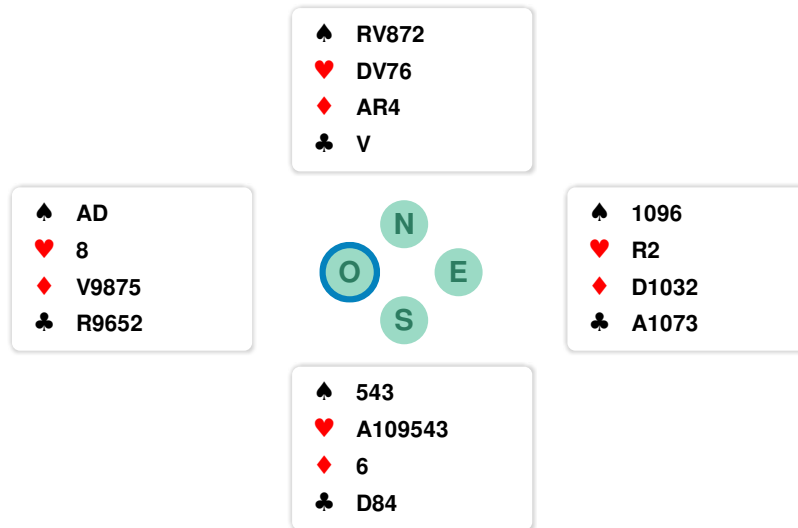 ♠ RV872
♥ DV76
♦ AR4
♣ V
♠ AD
♥ 8
♦ V9875
♣ R9652
N
O
E
S
♠ 1096
♥ R2
♦ D1032
♣ A1073
♠ 543
♥ A109543
♦ 6
♣ D84